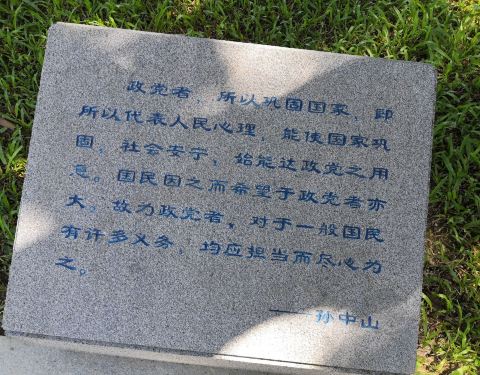 政党者，所以巩固国家，即
所以代表人民心理，能使国家巩
固，社会安宁，始能达政党之用
意。国民因之而希望于政党者亦
大。故为政党者，对于一般国民
有许多义务，均应担当而尽心为
之。
——孙中山